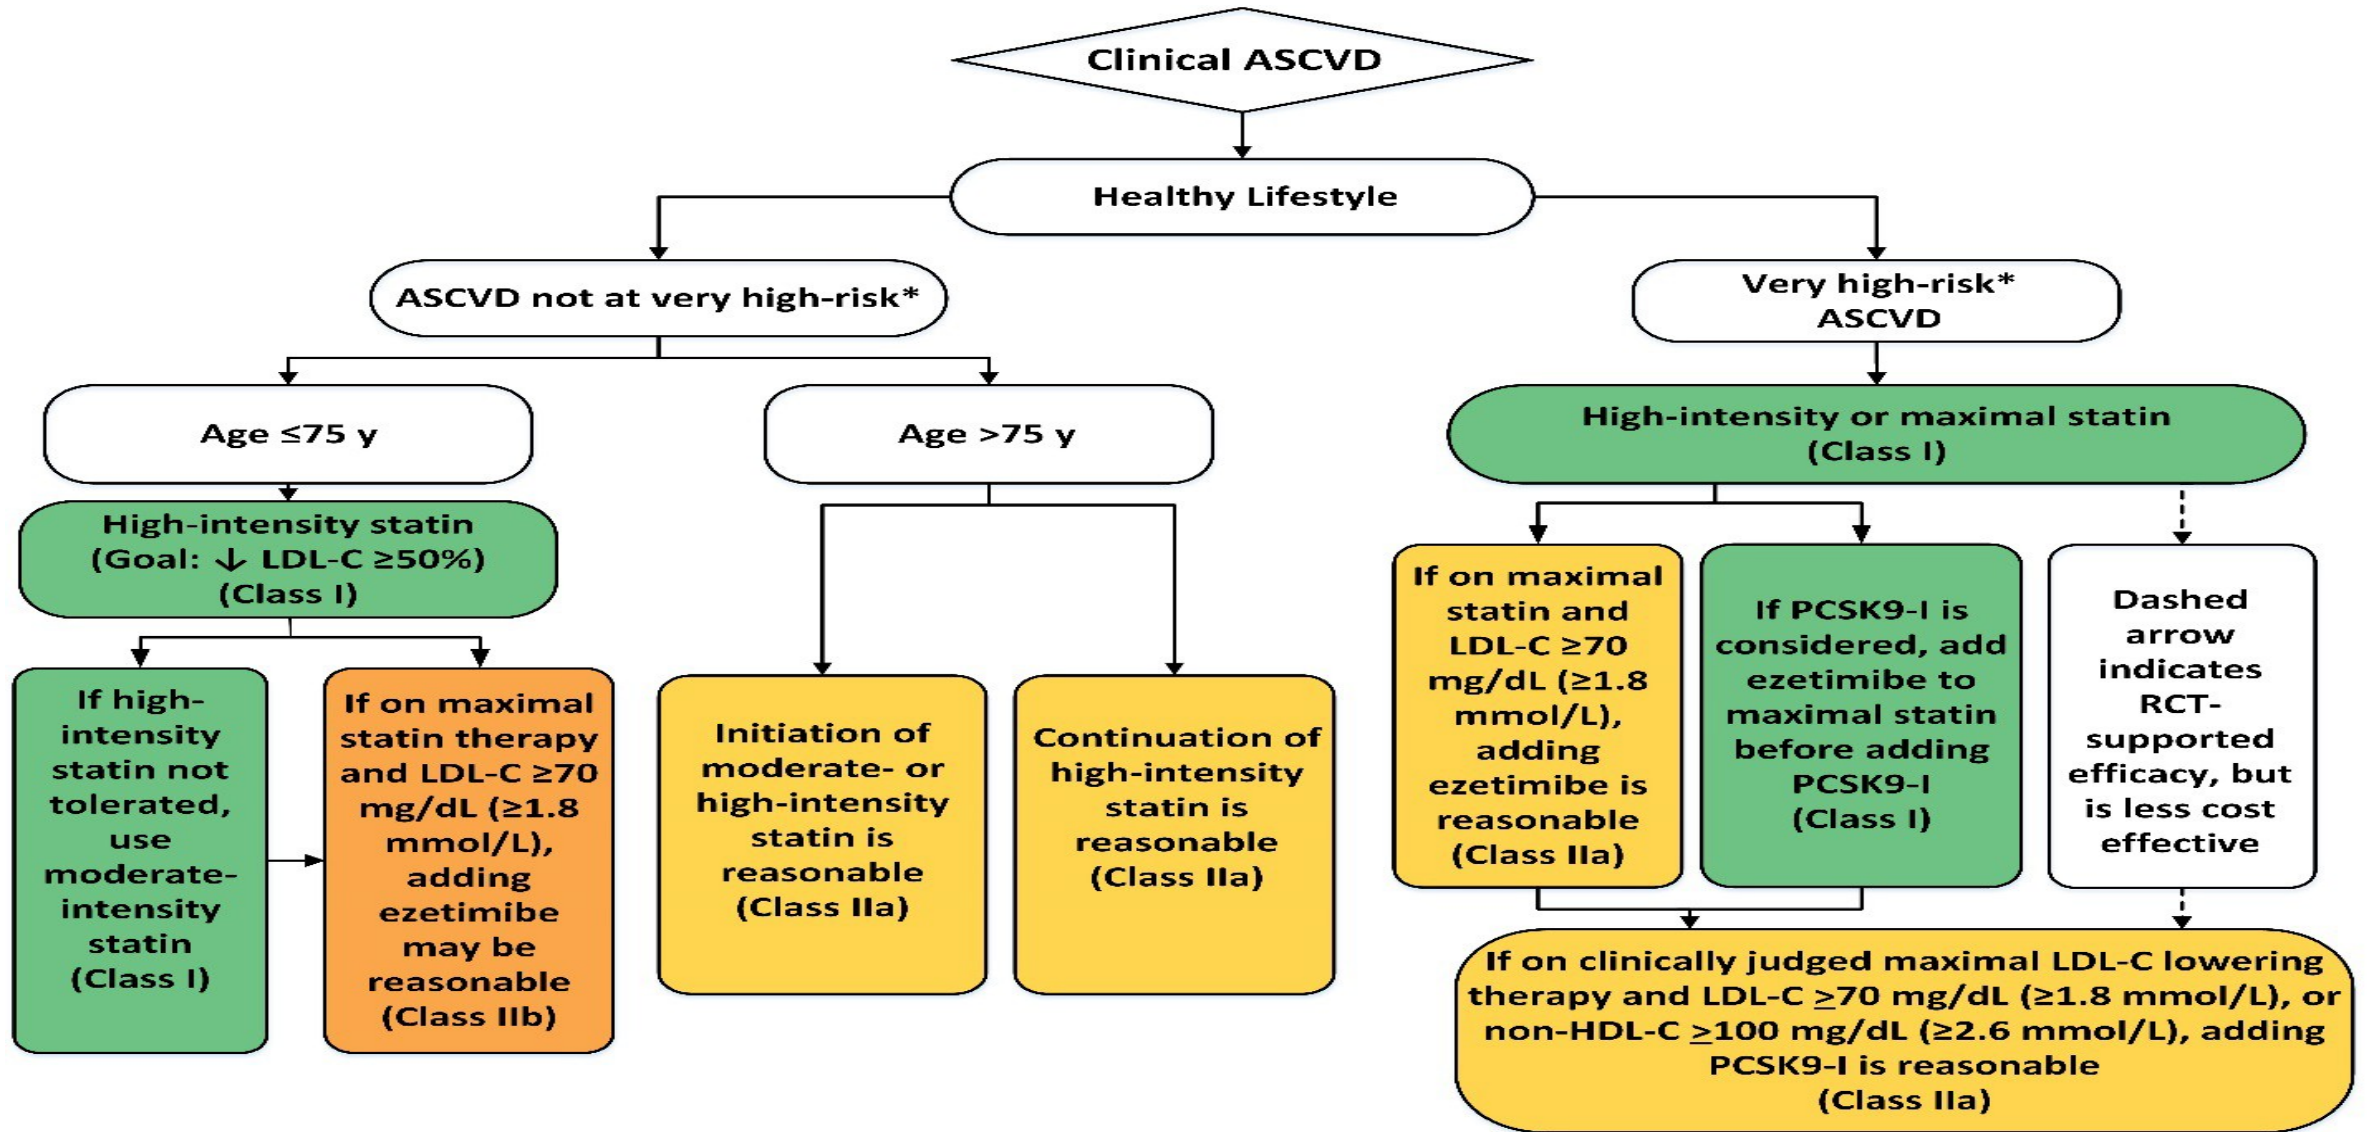 Clinical ASCVD
Healthy Lifestyle
ASCVD not at very high-risk*
Very high-risk*
ASCVD
Age ≤75 y
Age >75 y
High-intensity or maximal statin
(Class I)
High-intensity statin
(Goal: ↓ LDL-C ≥50%)
(Class I)
If high-
intensity
statin not
tolerated,
use
moderate-
intensity
statin
(Class I)
If on maximal
statin therapy
and LDL-C ≥70
mg/dL (≥1.8
mmol/L),
adding
ezetimibe
may be
reasonable
(Class IIb)
Initiation of
moderate- or
high-intensity
statin is
reasonable
(Class IIa)
Continuation of
high-intensity
statin is
reasonable
(Class IIa)
If on maximal
statin and
LDL-C ≥70
mg/dL (≥1.8
mmol/L),
adding
ezetimibe is
reasonable
(Class IIa)
If PCSK9-I is
considered, add
ezetimibe to
maximal statin
before adding
PCSK9-I
(Class I)
Dashed
arrow
indicates
RCT-
supported
efficacy, but
is less cost
effective
If on clinically judged maximal LDL-C lowering
therapy and LDL-C ≥70 mg/dL (≥1.8 mmol/L), or
non-HDL-C ≥100 mg/dL (≥2.6 mmol/L), adding
PCSK9-I is reasonable
(Class IIa)